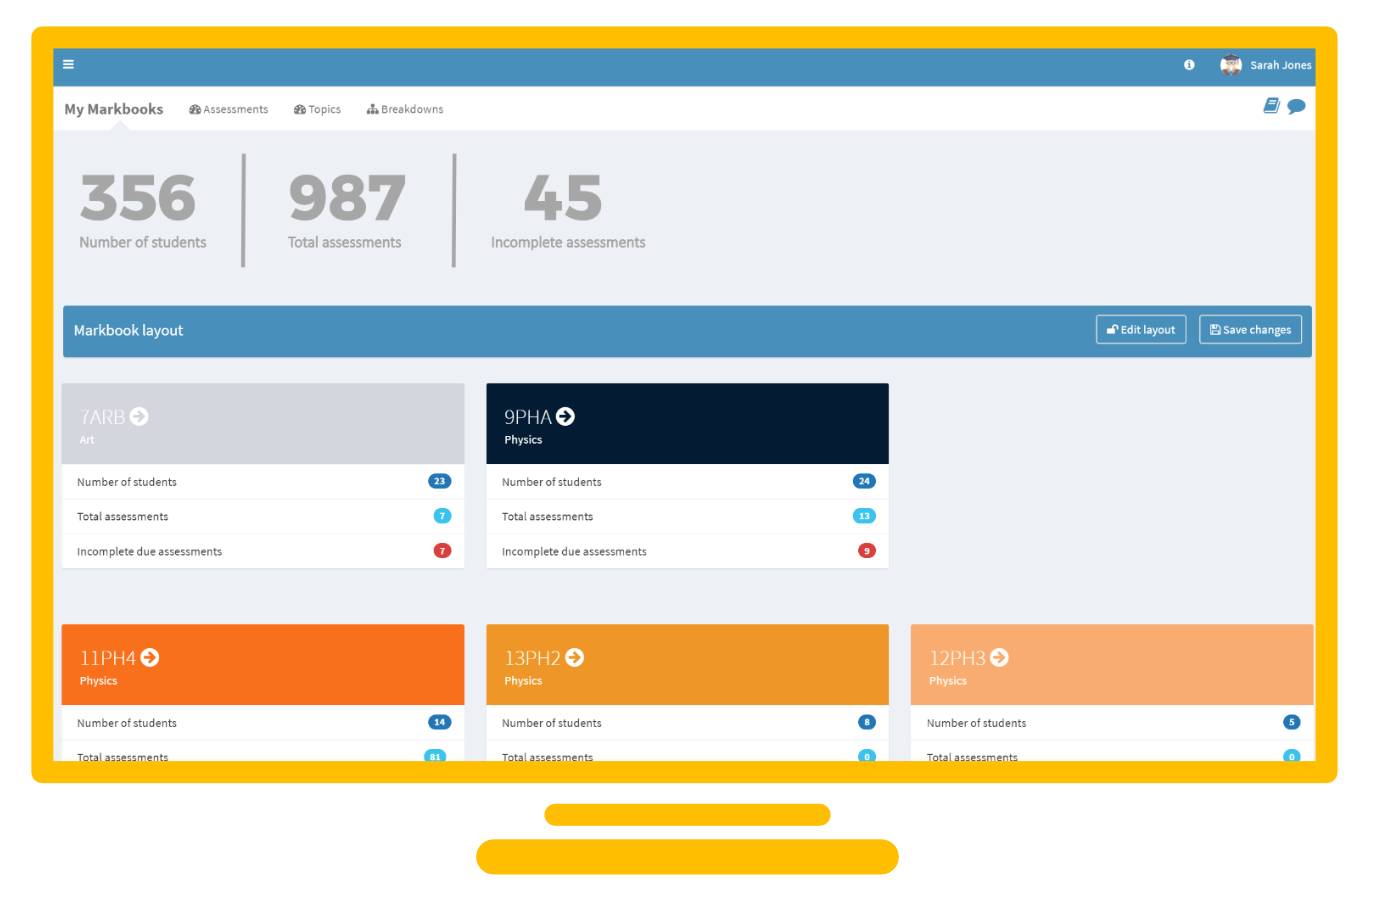 Sarah Jones
My Markbooks Assessments Topics Breakdowns
356 987 45
Number of students Total assessments Incomplete assessments
Markbook layout Edit layout Save changes
7ARB
Art
Number of students 23
Total assessments 7
Incomplete due assessments 7
9PHA
Physics
Number of students 24
Total assessments 13
Incomplete due assessments 9
11PH4
Physics
Number of students 14
Total assessments 81
13PH2
Physics
Number of students 8
Total assessments 0
12PH3
Physics
Number of students 5
Total assessments 0